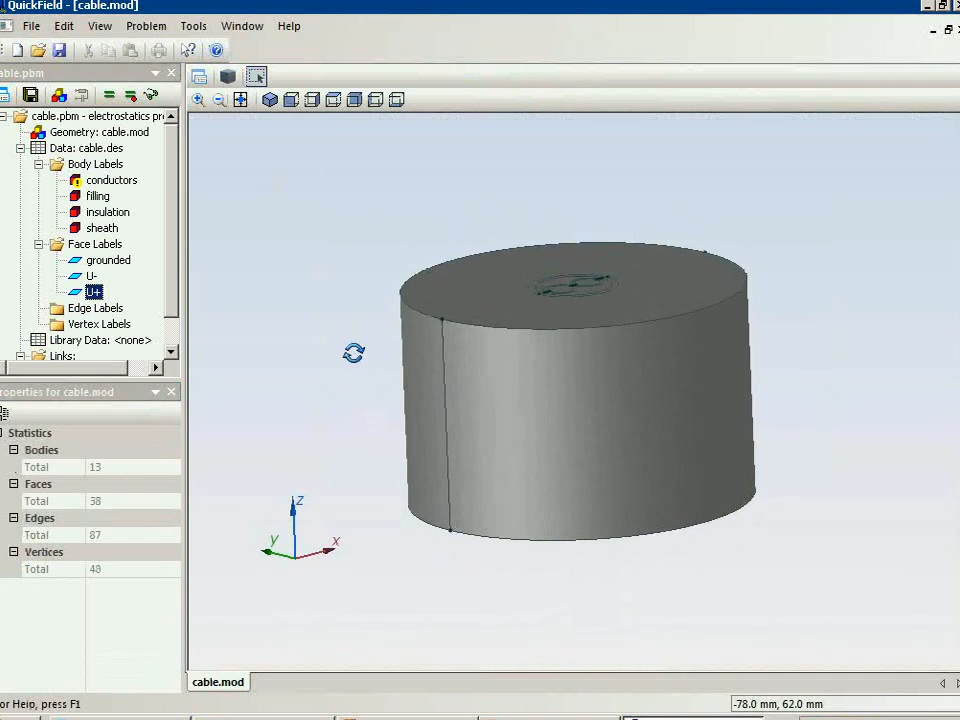 QuickField - [cable.mod]
File Edit View Problem Tools Window Help
able.pbm
cable.pbm - electrostatics pr
Geometry: cable.mod
Data: cable.des
Body Labels
conductors
filling
insulation
sheath
Face Labels
grounded
U-
U+
Edge Labels
Vertex Labels
Library Data: <none>
Links:
roperties for cable.mod
Statistics
Bodies
Total 13
Faces
Total 38
Edges
Total 87
Vertices
Total 48
z
y
x
cable.mod
or Help, press F1
-78.0 mm, 62.0 mm